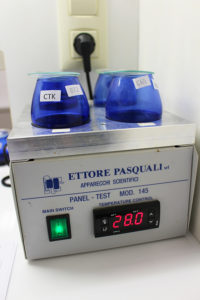 CTK
ETTORE PASQUALI srl
APPARECCHI SCIENTIFICI
PANEL - TEST MOD. 145
MAIN SWITCH
TEMPERATURE CONTROL
28.0